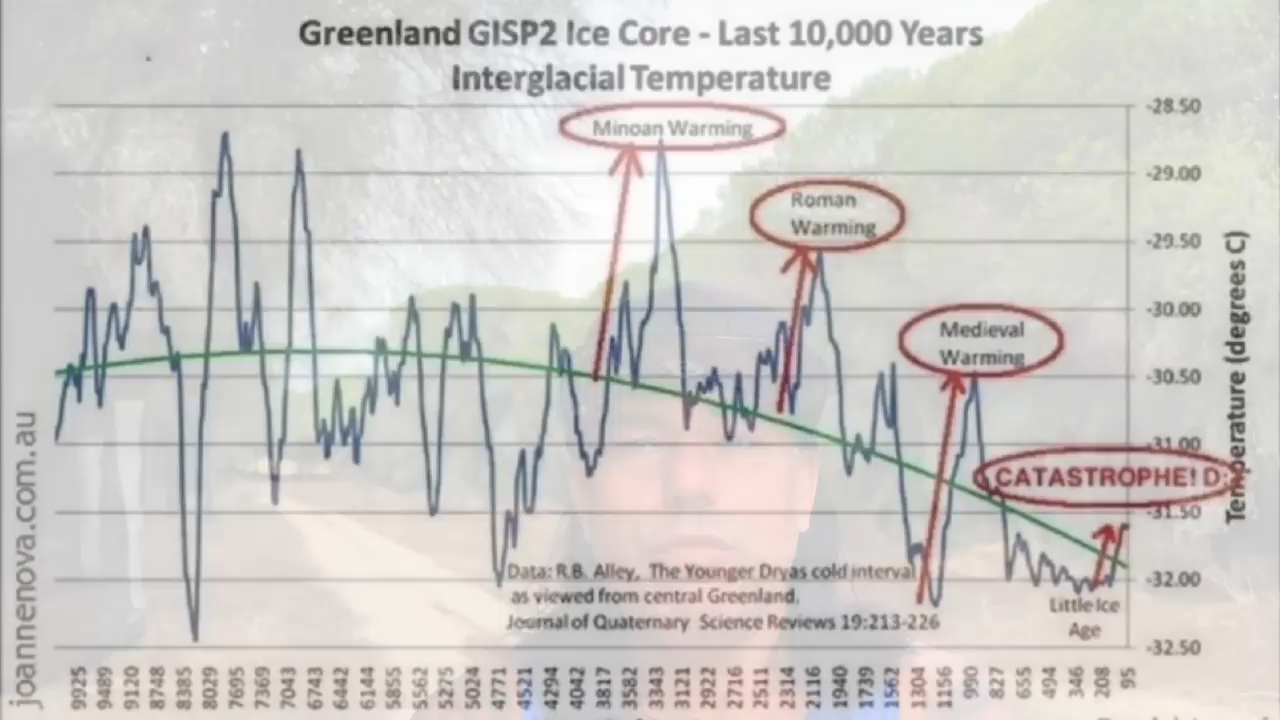 Greenland GISP2 Ice Core - Last 10,000 Years
Interglacial Temperature
Minoan Warming
Roman
Warming
Medieval
Warming
CATASTROPHE! D:
Little Ice
Age
Data: R.B. Alley, The Younger Dryas cold interval
as viewed from central Greenland.
Journal of Quaternary Science Reviews 19:213-226
-28.50
-29.00
-29.50
-30.00
-30.50
-31.00
-31.50
-32.00
-32.50
Temperature (degrees C)
9925 9489 9120 8748 8385 8029 7695 7369 7043 6743 6442 6144 5855 5562 5275 5024 4771 4521 4294 4042 3817 3582 3343 3121 2922 2716 2511 2314 2116 1940 1739 1562 1304 1156 990 827 655 494 346 208 95
joannenova.com.au